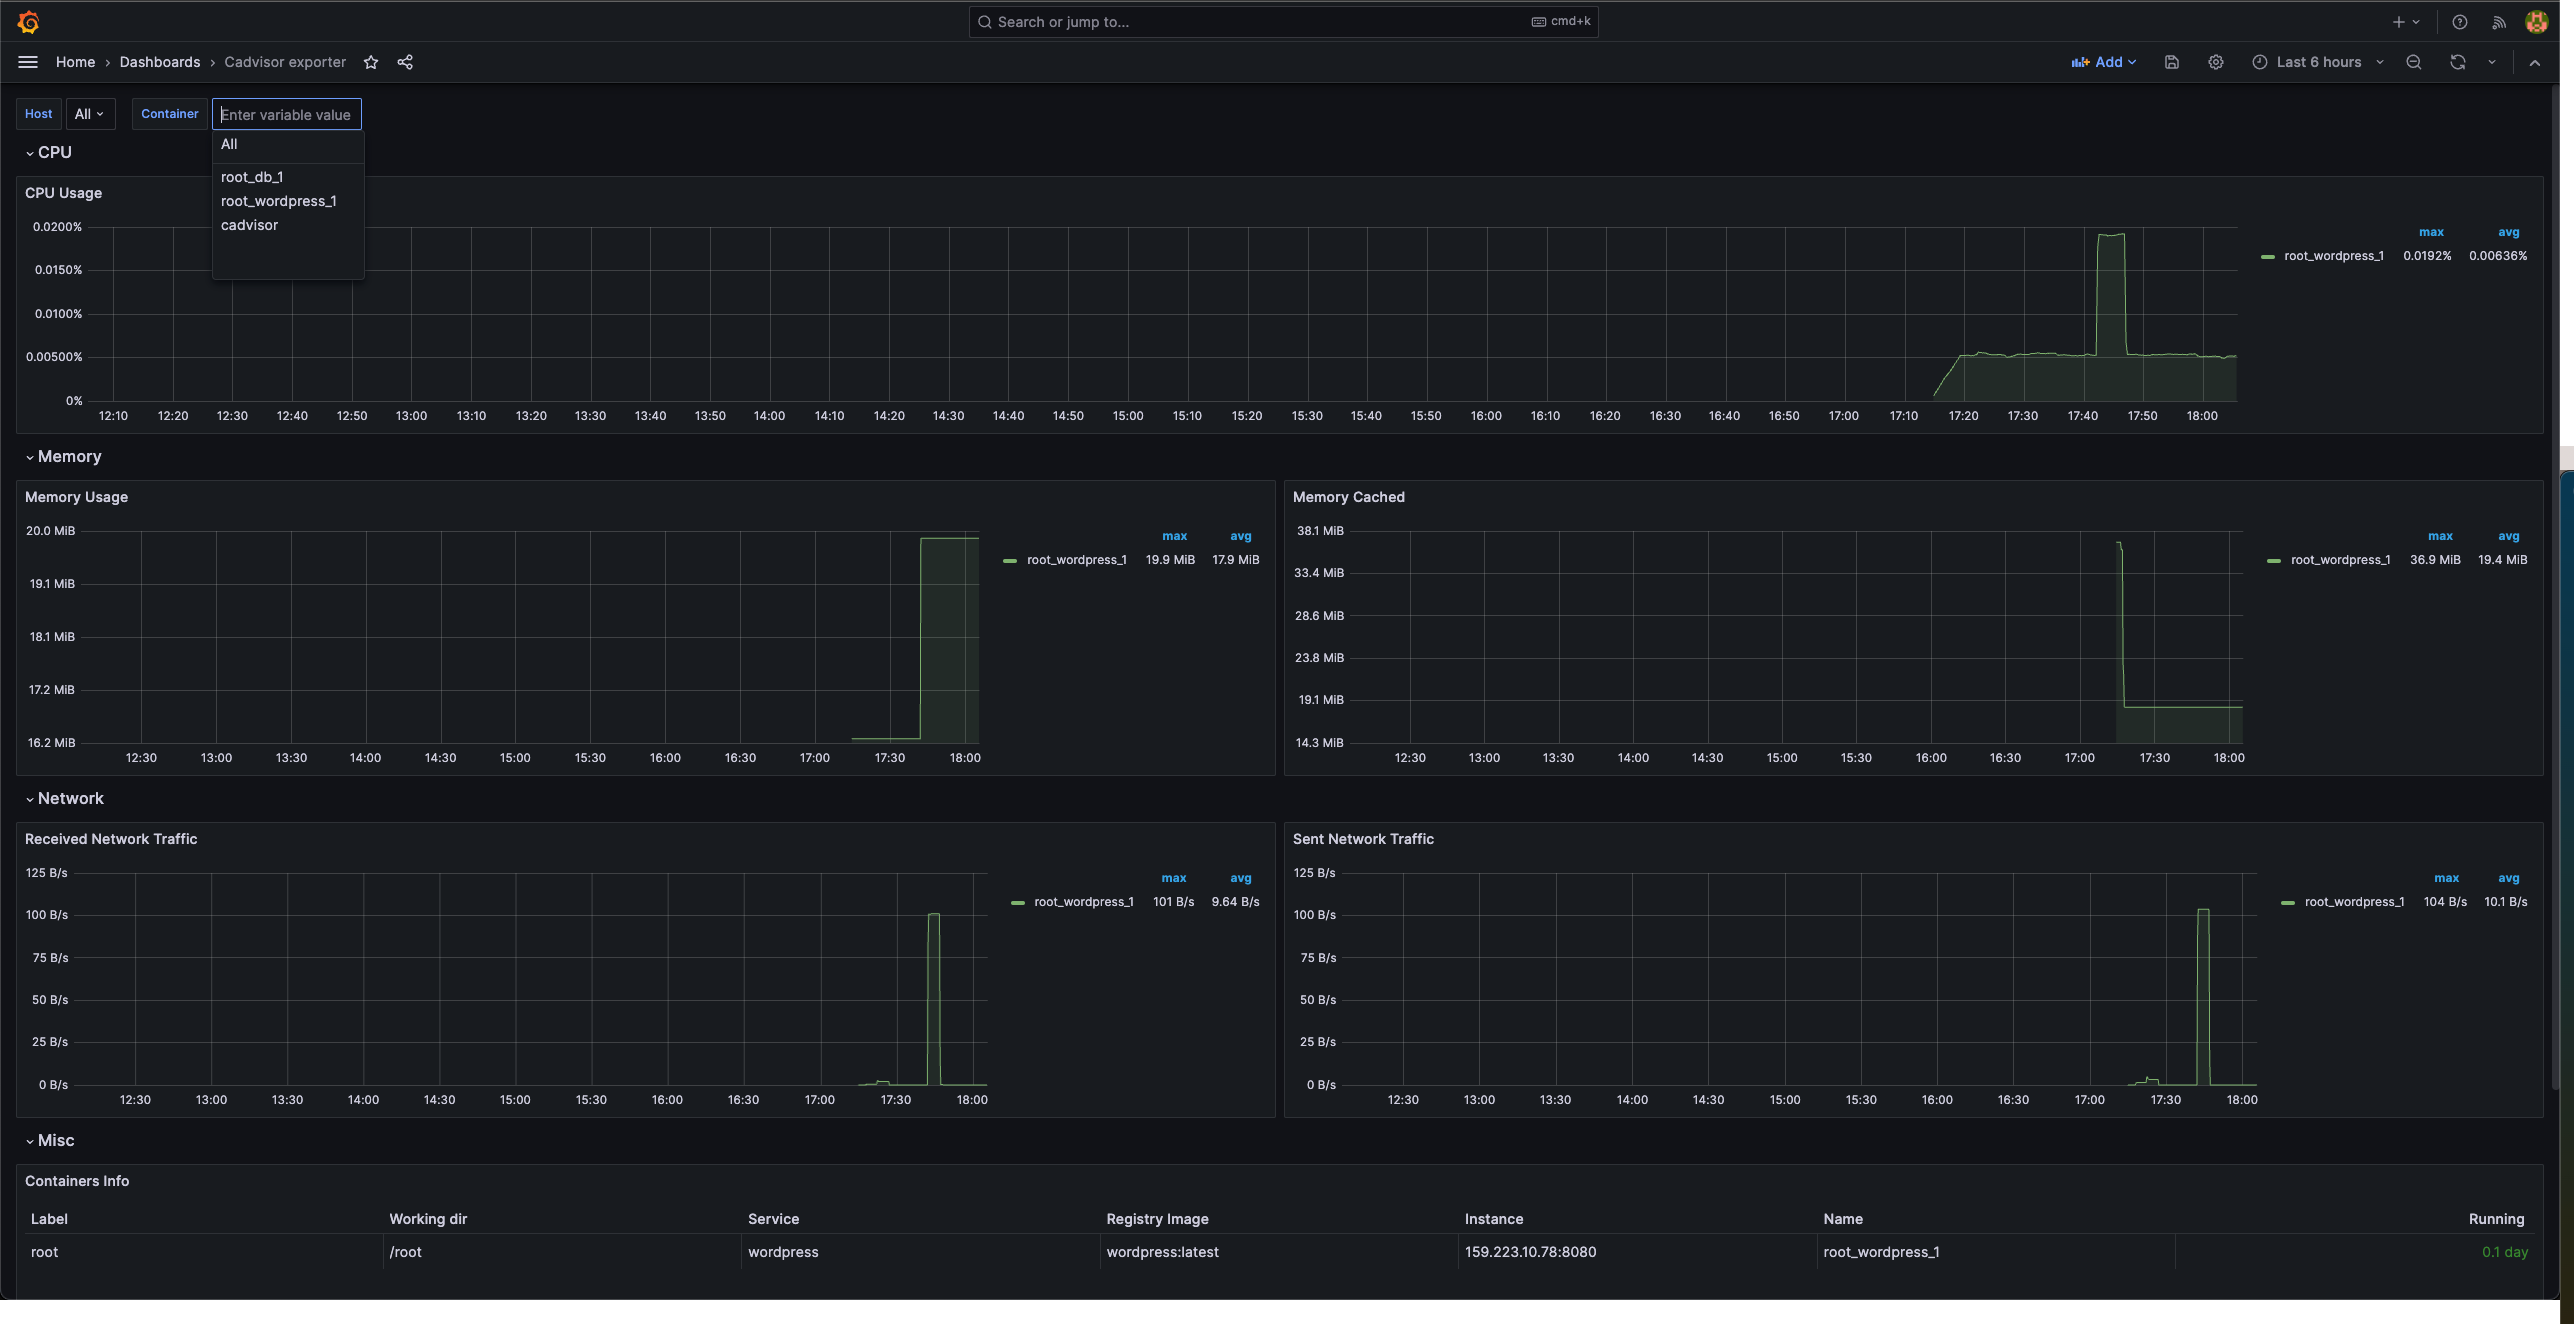 Search or jump to...
cmd+k
Home › Dashboards › Cadvisor exporter
Add
Last 6 hours
Host
All
Container
Enter variable value
All
root_db_1
root_wordpress_1
cadvisor
CPU
CPU Usage
0.0200%
0.0150%
0.0100%
0.00500%
0%
12:10 12:20 12:30 12:40 12:50 13:00 13:10 13:20 13:30 13:40 13:50 14:00 14:10 14:20 14:30 14:40 14:50 15:00 15:10 15:20 15:30 15:40 15:50 16:00 16:10 16:20 16:30 16:40 16:50 17:00 17:10 17:20 17:30 17:40 17:50 18:00
max avg
root_wordpress_1 0.0192% 0.00636%
Memory
Memory Usage
20.0 MiB
19.1 MiB
18.1 MiB
17.2 MiB
16.2 MiB
12:30 13:00 13:30 14:00 14:30 15:00 15:30 16:00 16:30 17:00 17:30 18:00
max avg
root_wordpress_1 19.9 MiB 17.9 MiB
Memory Cached
38.1 MiB
33.4 MiB
28.6 MiB
23.8 MiB
19.1 MiB
14.3 MiB
12:30 13:00 13:30 14:00 14:30 15:00 15:30 16:00 16:30 17:00 17:30 18:00
max avg
root_wordpress_1 36.9 MiB 19.4 MiB
Network
Received Network Traffic
125 B/s
100 B/s
75 B/s
50 B/s
25 B/s
0 B/s
12:30 13:00 13:30 14:00 14:30 15:00 15:30 16:00 16:30 17:00 17:30 18:00
max avg
root_wordpress_1 101 B/s 9.64 B/s
Sent Network Traffic
125 B/s
100 B/s
75 B/s
50 B/s
25 B/s
0 B/s
12:30 13:00 13:30 14:00 14:30 15:00 15:30 16:00 16:30 17:00 17:30 18:00
max avg
root_wordpress_1 104 B/s 10.1 B/s
Misc
Containers Info
Label Working dir Service Registry Image Instance Name Running
root /root wordpress wordpress:latest 159.223.10.78:8080 root_wordpress_1 0.1 day